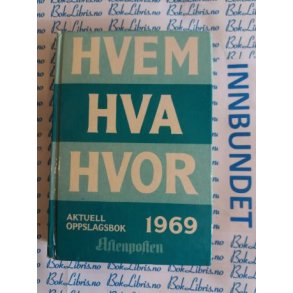 HVEM
HVA
HVOR
AKTUELL
OPPSLAGSBOK 1969
Aftenposten
INNBUNDET
BokLibris.no